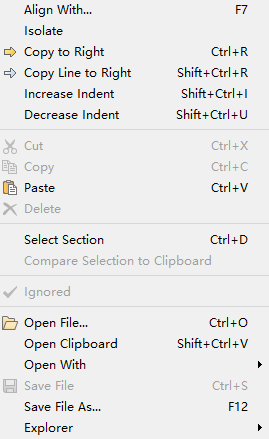 Align With... F7
Isolate
Copy to Right Ctrl+R
Copy Line to Right Shift+Ctrl+R
Increase Indent Shift+Ctrl+I
Decrease Indent Shift+Ctrl+U
Cut Ctrl+X
Copy Ctrl+C
Paste Ctrl+V
Delete
Select Section Ctrl+D
Compare Selection to Clipboard
Ignored
Open File... Ctrl+O
Open Clipboard Shift+Ctrl+V
Open With
Save File Ctrl+S
Save File As... F12
Explorer